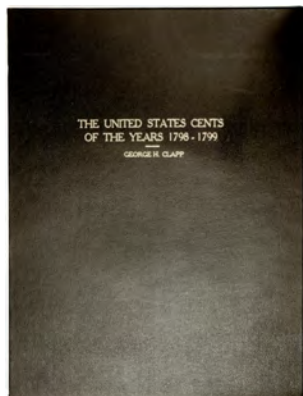 THE UNITED STATES CENTS
OF THE YEARS 1798 - 1799
GEORGE H. CLAPP